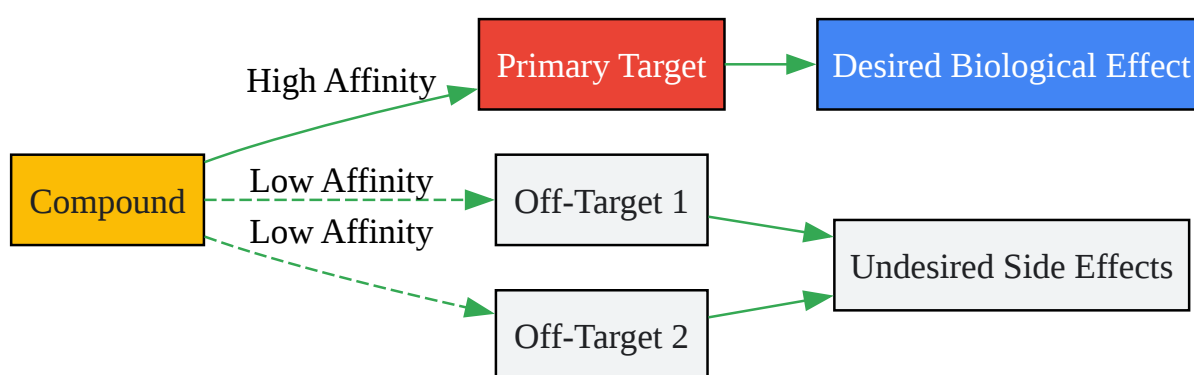 Primary Target
Desired Biological Effect
High Affinity
Compound
Low Affinity
Off-Target 1
Low Affinity
Undesired Side Effects
Off-Target 2